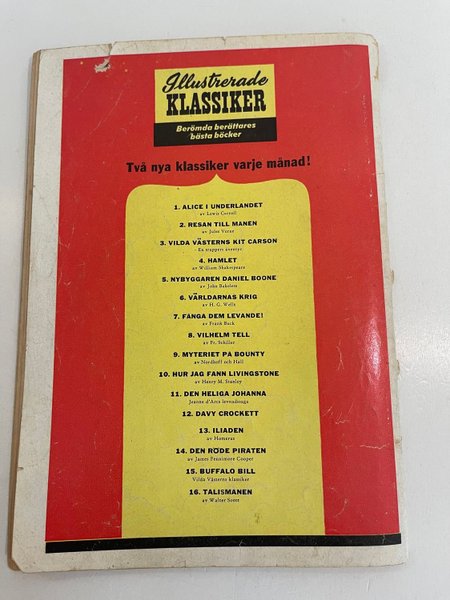 Illustrerade
KLASSIKER
Berömda berättares
bästa böcker
Två nya klassiker varje månad!
1. ALICE I UNDERLANDET
av Lewis Carroll
2. RESAN TILL MÅNEN
av Jules Verne
3. VILDA VÄSTERNS KIT CARSON
En trappers äventyr
4. HAMLET
av William Shakespeare
5. NYBYGGAREN DANIEL BOONE
av John Bakeless
6. VÄRLDARNAS KRIG
av H. G. Wells
7. FÅNGA DEM LEVANDE!
av Frank Buck
8. VILHELM TELL
av Fr. Schiller
9. MYTERIET PÅ BOUNTY
av Nordhoff och Hall
10. HUR JAG FANN LIVINGSTONE
av Henry M. Stanley
11. DEN HELIGA JOHANNA
Jeanne d'Arcs levnadssaga
12. DAVY CROCKETT
13. ILIADEN
av Homerus
14. DEN RÖDE PIRATEN
av James Fennimore Cooper
15. BUFFALO BILL
Vilda Västerns klassiker
16. TALISMANEN
av Walter Scott